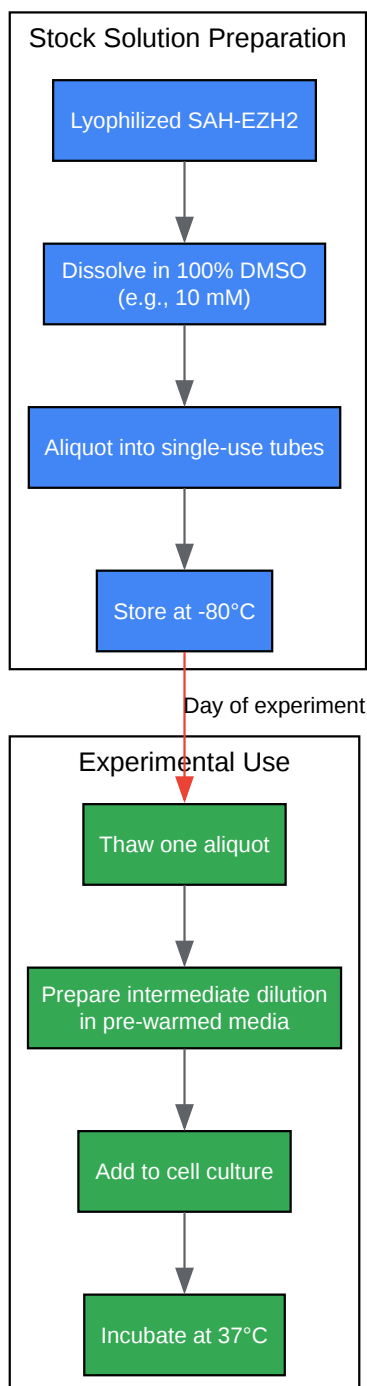 Stock Solution Preparation
Lyophilized SAH-EZH2
Dissolve in 100% DMSO
(e.g., 10 mM)
Aliquot into single-use tubes
Store at -80°C
Day of experiment
Experimental Use
Thaw one aliquot
Prepare intermediate dilution
in pre-warmed media
Add to cell culture
Incubate at 37°C